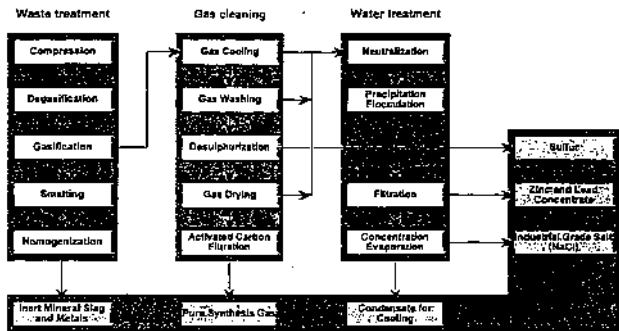 Waste treatment
Gas cleaning
Water treatment
Compression
Degasification
Gasification
Smelting
Homogenization
Gas Cooling
Gas Washing
Desulphurization
Gas Drying
Activated Carbon
Filtration
Neutralization
Precipitation
Flocculation
Filtration
Concentration
Evaporation
Sulfur
Zinc and Lead
Concentrate
Industrial Grade Salt
(NaCl)
Inert Mineral Slag
and Metals
Pure Synthesis Gas
Condensate for
Cooling